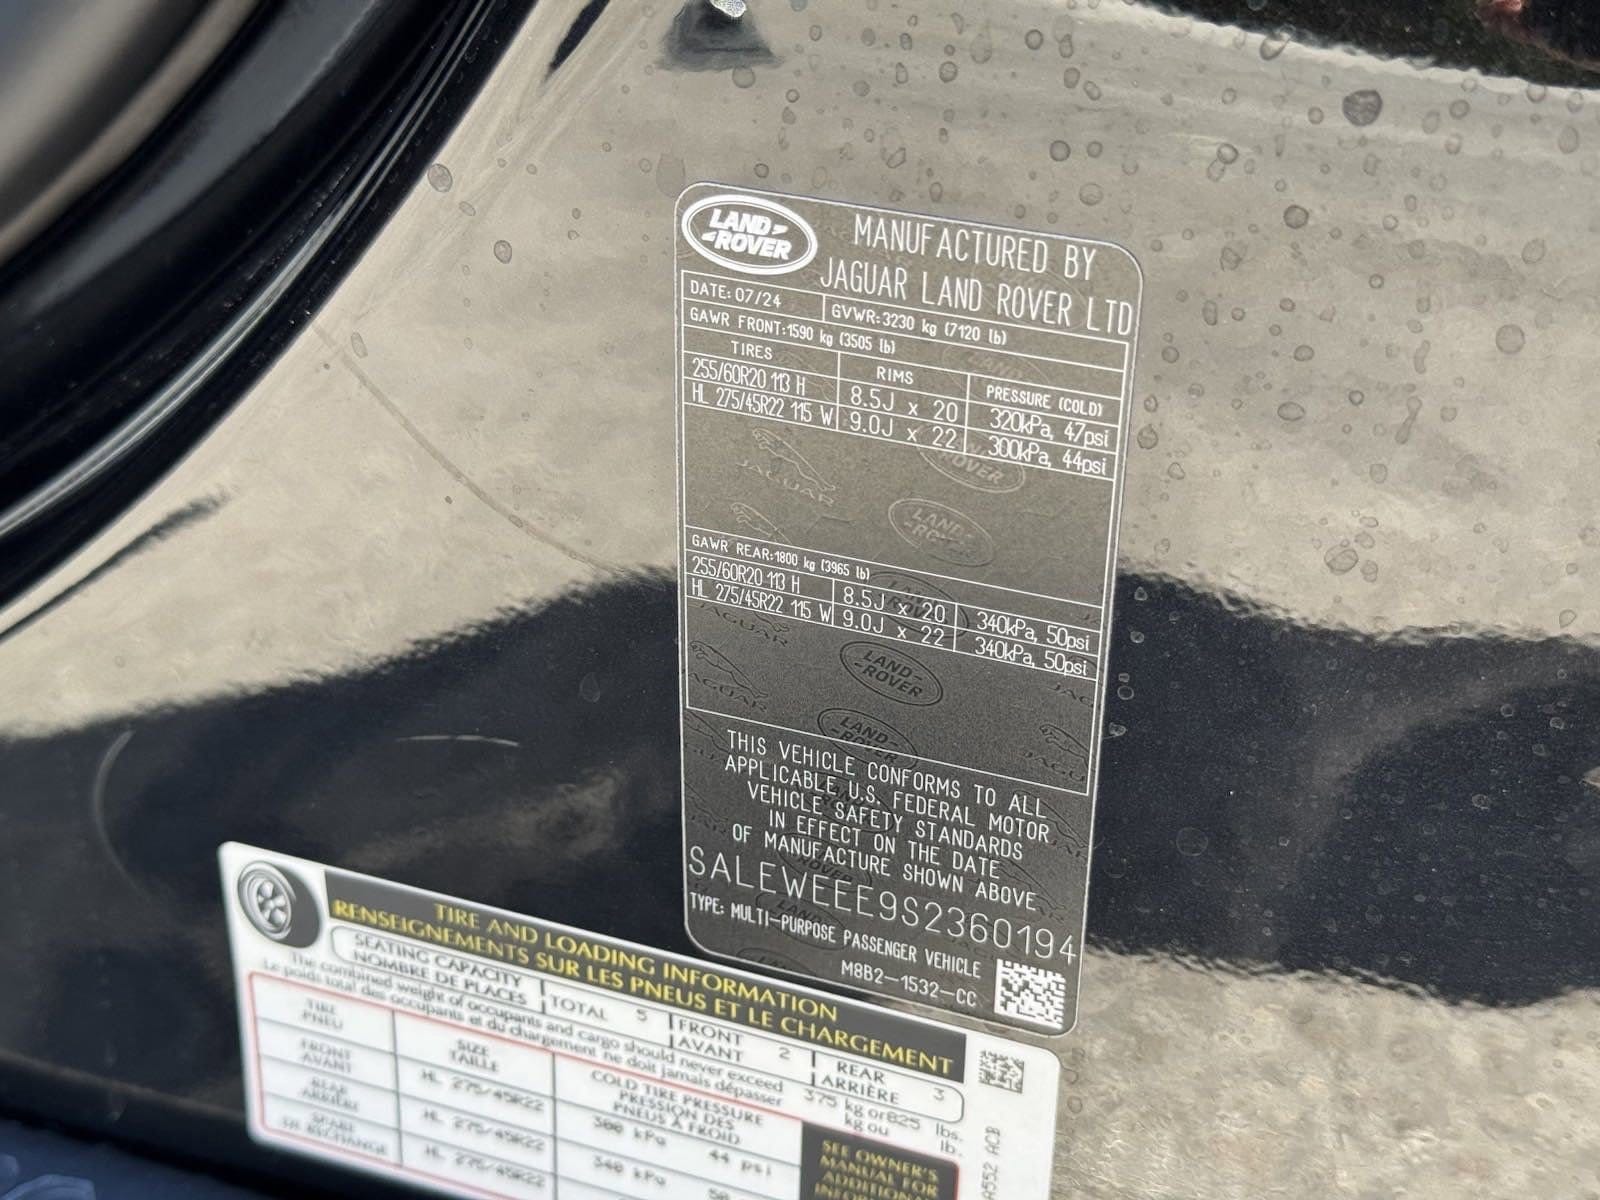 LAND ROVER
MANUFACTURED BY
JAGUAR LAND ROVER LTD
DATE: 07/24 GVWR: 3230 kg (7120 lb)
GAWR FRONT: 1590 kg (3505 lb)
TIRES RIMS PRESSURE (COLD)
255/60R20 113 H 8.5J x 20 320kPa, 47psi
HL 275/45R22 115 W 9.0J x 22 300kPa, 44psi
GAWR REAR: 1800 kg (3965 lb)
255/60R20 113 H 8.5J x 20 340kPa, 50psi
HL 275/45R22 115 W 9.0J x 22 340kPa, 50psi
THIS VEHICLE CONFORMS TO ALL
APPLICABLE U.S. FEDERAL MOTOR
VEHICLE SAFETY STANDARDS
IN EFFECT ON THE DATE
OF MANUFACTURE SHOWN ABOVE
SALEWEEE9S2360194
TYPE: MULTI-PURPOSE PASSENGER VEHICLE
M8B2-1532-CC
TIRE AND LOADING INFORMATION
RENSEIGNEMENTS SUR LES PNEUS ET LE CHARGEMENT
SEATING CAPACITY TOTAL 5 FRONT 2 REAR 3
NOMBRE DE PLACES AVANT ARRIÈRE
The combined weight of occupants and cargo should never exceed 375 kg or 825 lbs.
Le poids total des occupants et du chargement ne doit jamais dépasser kg ou lb.
TIRE SIZE COLD TIRE PRESSURE
PNEU TAILLE PRESSION DES
PNEUS À FROID
FRONT HL 275/45R22 300 kPa 44 psi
AVANT
REAR HL 275/45R22 340 kPa 50
ARRIÈRE
SPARE HL 275/45R22
DE RECHANGE
SEE OWNER'S
MANUAL FOR
ADDITIONAL
A552 ACB